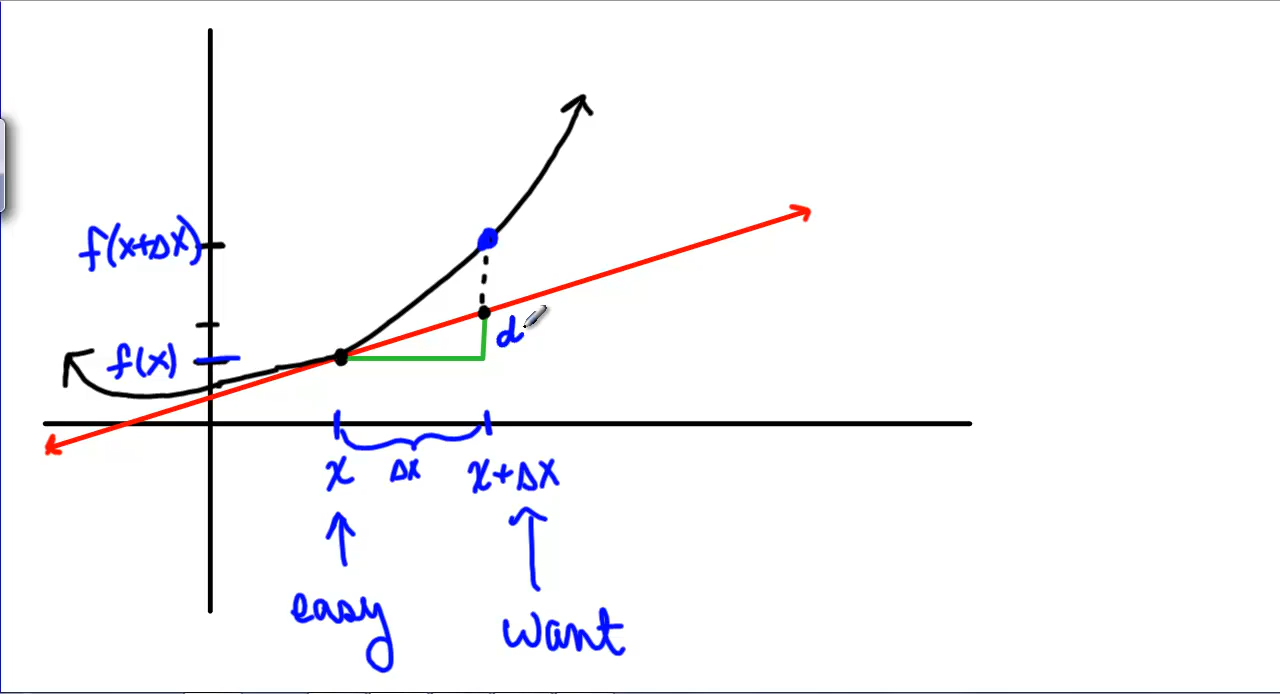 f(x+Δx)
f(x)
d
x Δx x+Δx
easy
want